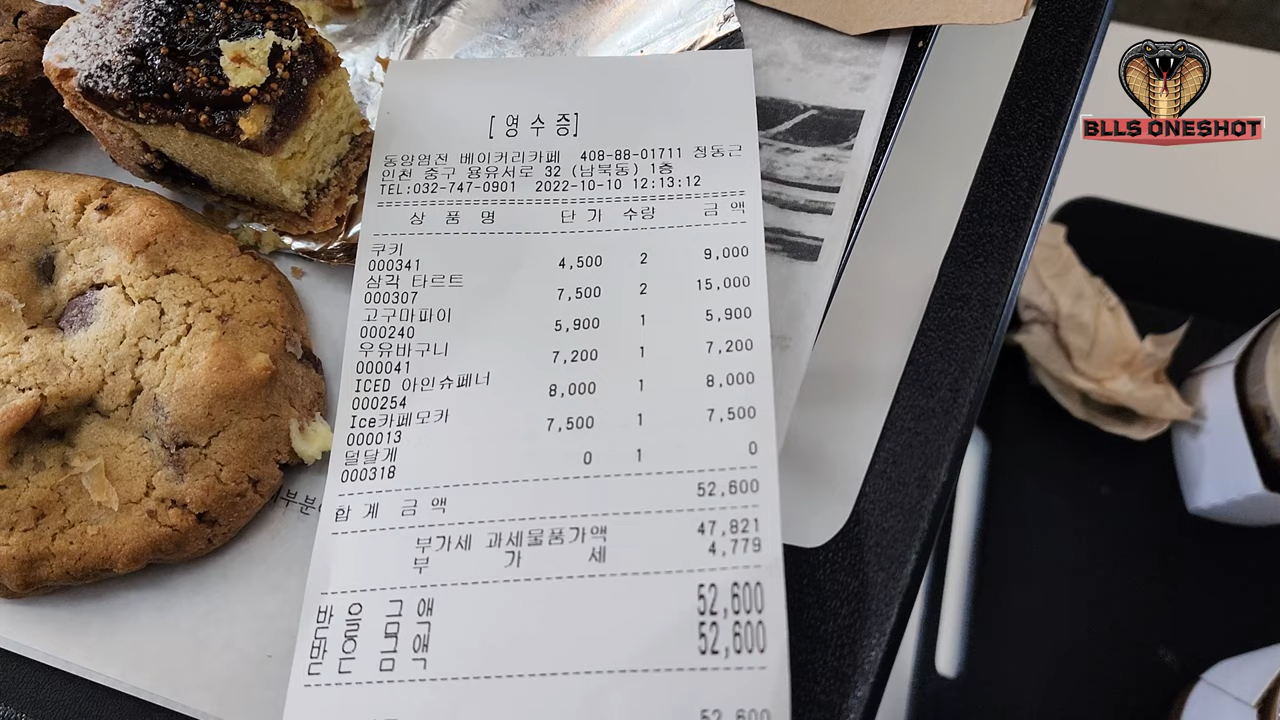 BLLS ONESHOT
[영수증]
동양염전 베이커리카페 408-88-01711 정동근
인천 중구 용유서로 32 (남북동) 1층
TEL:032-747-0901 2022-10-10 12:13:12
상 품 명 단 가 수량 금 액
쿠키
000341 4,500 2 9,000
삼각 타르트
000307 7,500 2 15,000
고구마파이
000240 5,900 1 5,900
우유바구니
000041 7,200 1 7,200
ICED 아인슈페너
000254 8,000 1 8,000
Ice카페모카
000013 7,500 1 7,500
덜달게
000318 0 1 0
합 계 금 액 52,600
부가세 과세물품가액 47,821
부 가 세 4,779
받 을 금 액 52,600
받 은 금 액 52,600
52,600